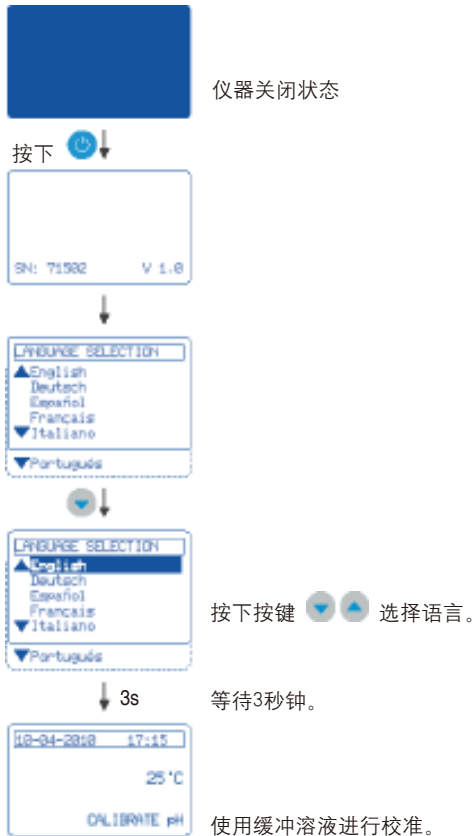 仪器关闭状态
按下
SN: 71502 V 1.0
LANGUAGE SELECTION
English
Deutsch
Español
Français
Italiano
Português
LANGUAGE SELECTION
English
Deutsch
Español
Français
Italiano
Português
按下按键 选择语言。
3s 等待3秒钟。
10-04-2010 17:15
25°C
CALIBRATE pH
使用缓冲溶液进行校准。